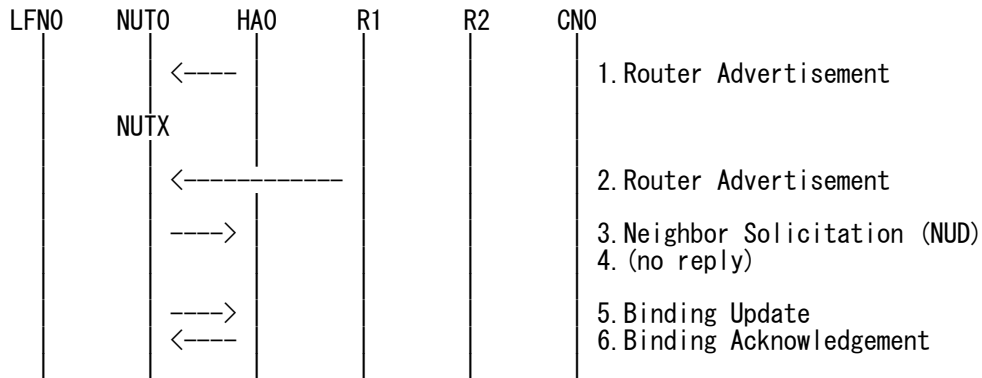 LFN0 NUT0 HA0 R1 R2 CN0
<---- 1.Router Advertisement
NUTX
<------------ 2.Router Advertisement
----> 3.Neighbor Solicitation (NUD)
4.(no reply)
----> 5.Binding Update
<---- 6.Binding Acknowledgement